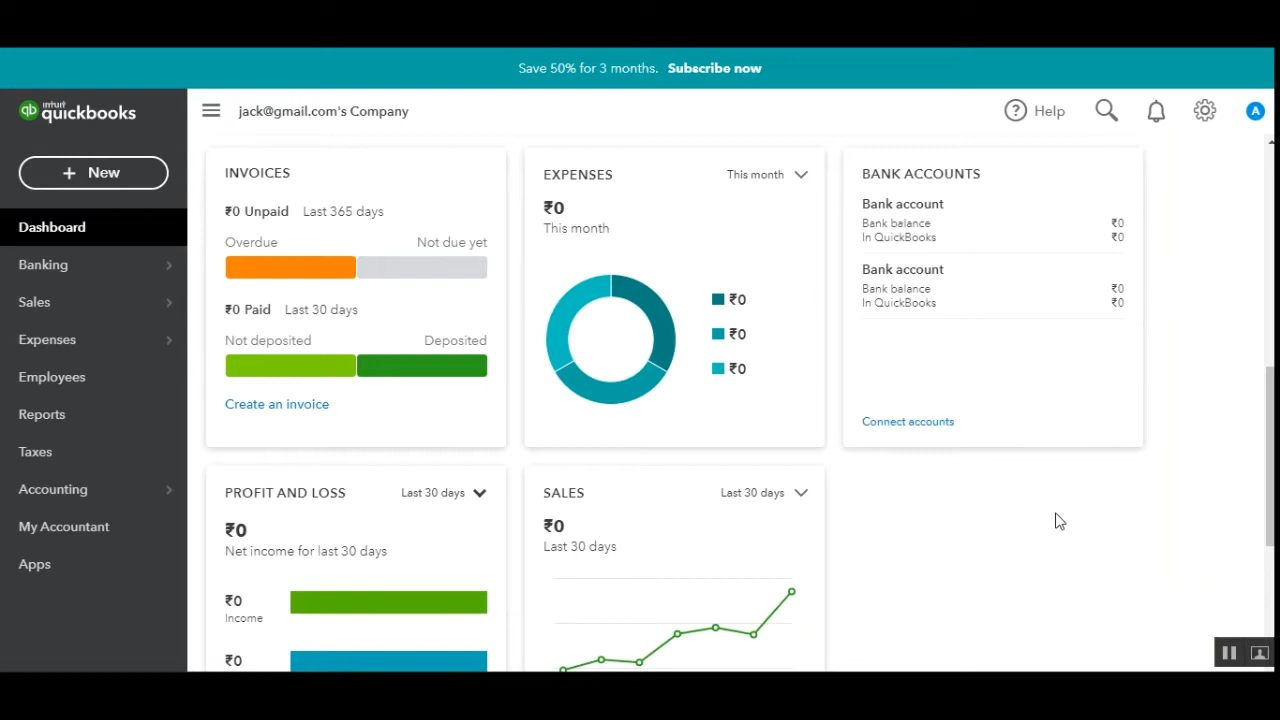 Save 50% for 3 months. Subscribe now
qb intuit quickbooks
jack@gmail.com's Company
? Help
A
+ New
Dashboard
Banking
Sales
Expenses
Employees
Reports
Taxes
Accounting
My Accountant
Apps
INVOICES
₹0 Unpaid Last 365 days
Overdue Not due yet
₹0 Paid Last 30 days
Not deposited Deposited
Create an invoice
EXPENSES This month
₹0
This month
₹0
₹0
₹0
BANK ACCOUNTS
Bank account
Bank balance ₹0
In QuickBooks ₹0
Bank account
Bank balance ₹0
In QuickBooks ₹0
Connect accounts
PROFIT AND LOSS Last 30 days
₹0
Net income for last 30 days
₹0
Income
₹0
SALES Last 30 days
₹0
Last 30 days